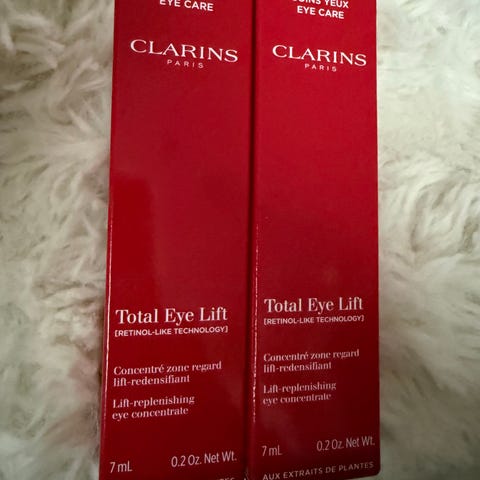 EYE CARE
CLARINS
PARIS
Total Eye Lift
[RETINOL-LIKE TECHNOLOGY]
Concentré zone regard
lift-redensifiant
Lift-replenishing
eye concentrate
7 mL 0.2 Oz. Net Wt.
SOINS YEUX
EYE CARE
CLARINS
PARIS
Total Eye Lift
[RETINOL-LIKE TECHNOLOGY]
Concentré zone regard
lift-redensifiant
Lift-replenishing
eye concentrate
7 mL 0.2 Oz. Net Wt.
AUX EXTRAITS DE PLANTES